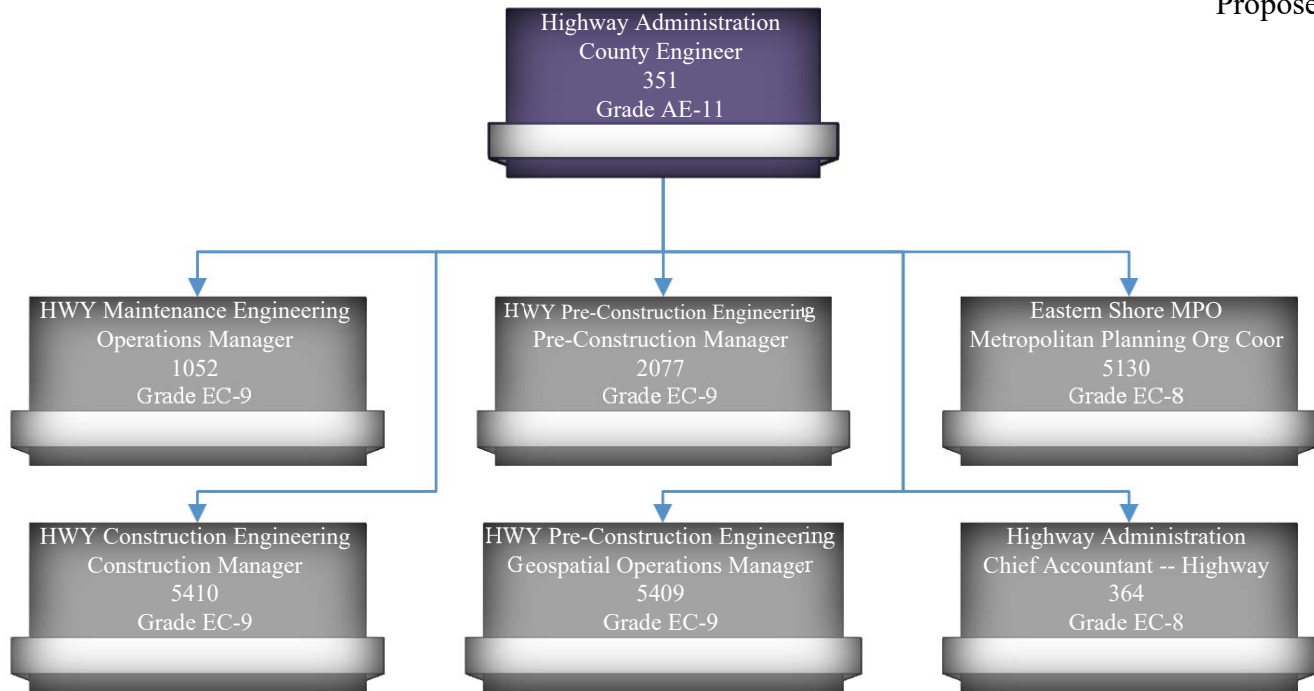 Propose
Highway Administration
County Engineer
351
Grade AE-11
HWY Maintenance Engineering
Operations Manager
1052
Grade EC-9
HWY Pre-Construction Engineering
Pre-Construction Manager
2077
Grade EC-9
Eastern Shore MPO
Metropolitan Planning Org Coor
5130
Grade EC-8
HWY Construction Engineering
Construction Manager
5410
Grade EC-9
HWY Pre-Construction Engineering
Geospatial Operations Manager
5409
Grade EC-9
Highway Administration
Chief Accountant -- Highway
364
Grade EC-8